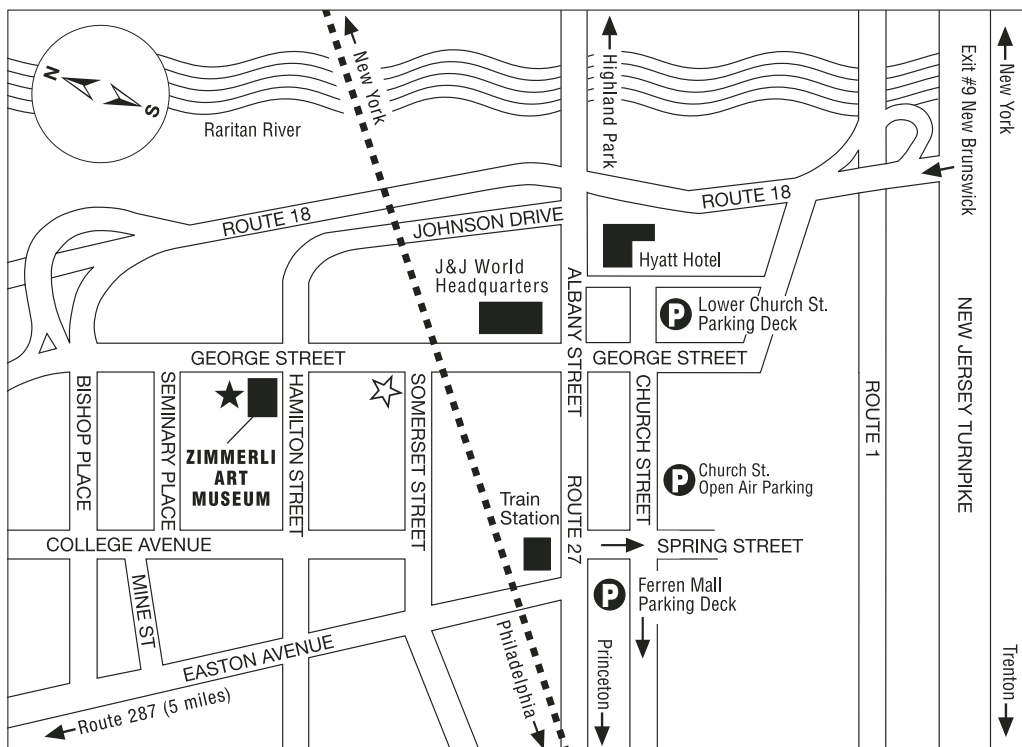 N
S
Raritan River
New York
Highland Park
Exit #9 New Brunswick
New York
ROUTE 18
ROUTE 18
JOHNSON DRIVE
Hyatt Hotel
J&J World
Headquarters
ALBANY STREET
P
Lower Church St.
Parking Deck
NEW JERSEY TURNPIKE
GEORGE STREET
GEORGE STREET
BISHOP PLACE
SEMINARY PLACE
HAMILTON STREET
SOMERSET STREET
CHURCH STREET
ROUTE 1
ZIMMERLI
ART
MUSEUM
P
Church St.
Open Air Parking
Train
Station
ROUTE 27
COLLEGE AVENUE
SPRING STREET
MINE ST
P
Ferren Mall
Parking Deck
EASTON AVENUE
Philadelphia
Princeton
Trenton
Route 287 (5 miles)